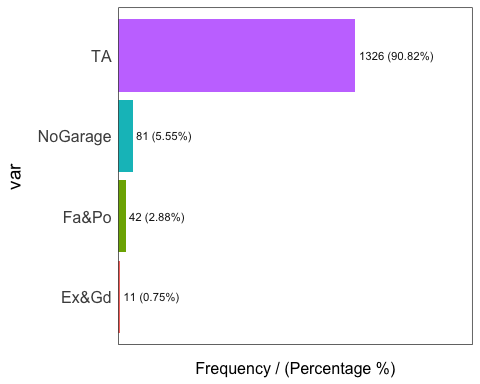 TA
1326 (90.82%)
NoGarage
81 (5.55%)
var
Fa&Po
42 (2.88%)
Ex&Gd
11 (0.75%)
Frequency / (Percentage %)